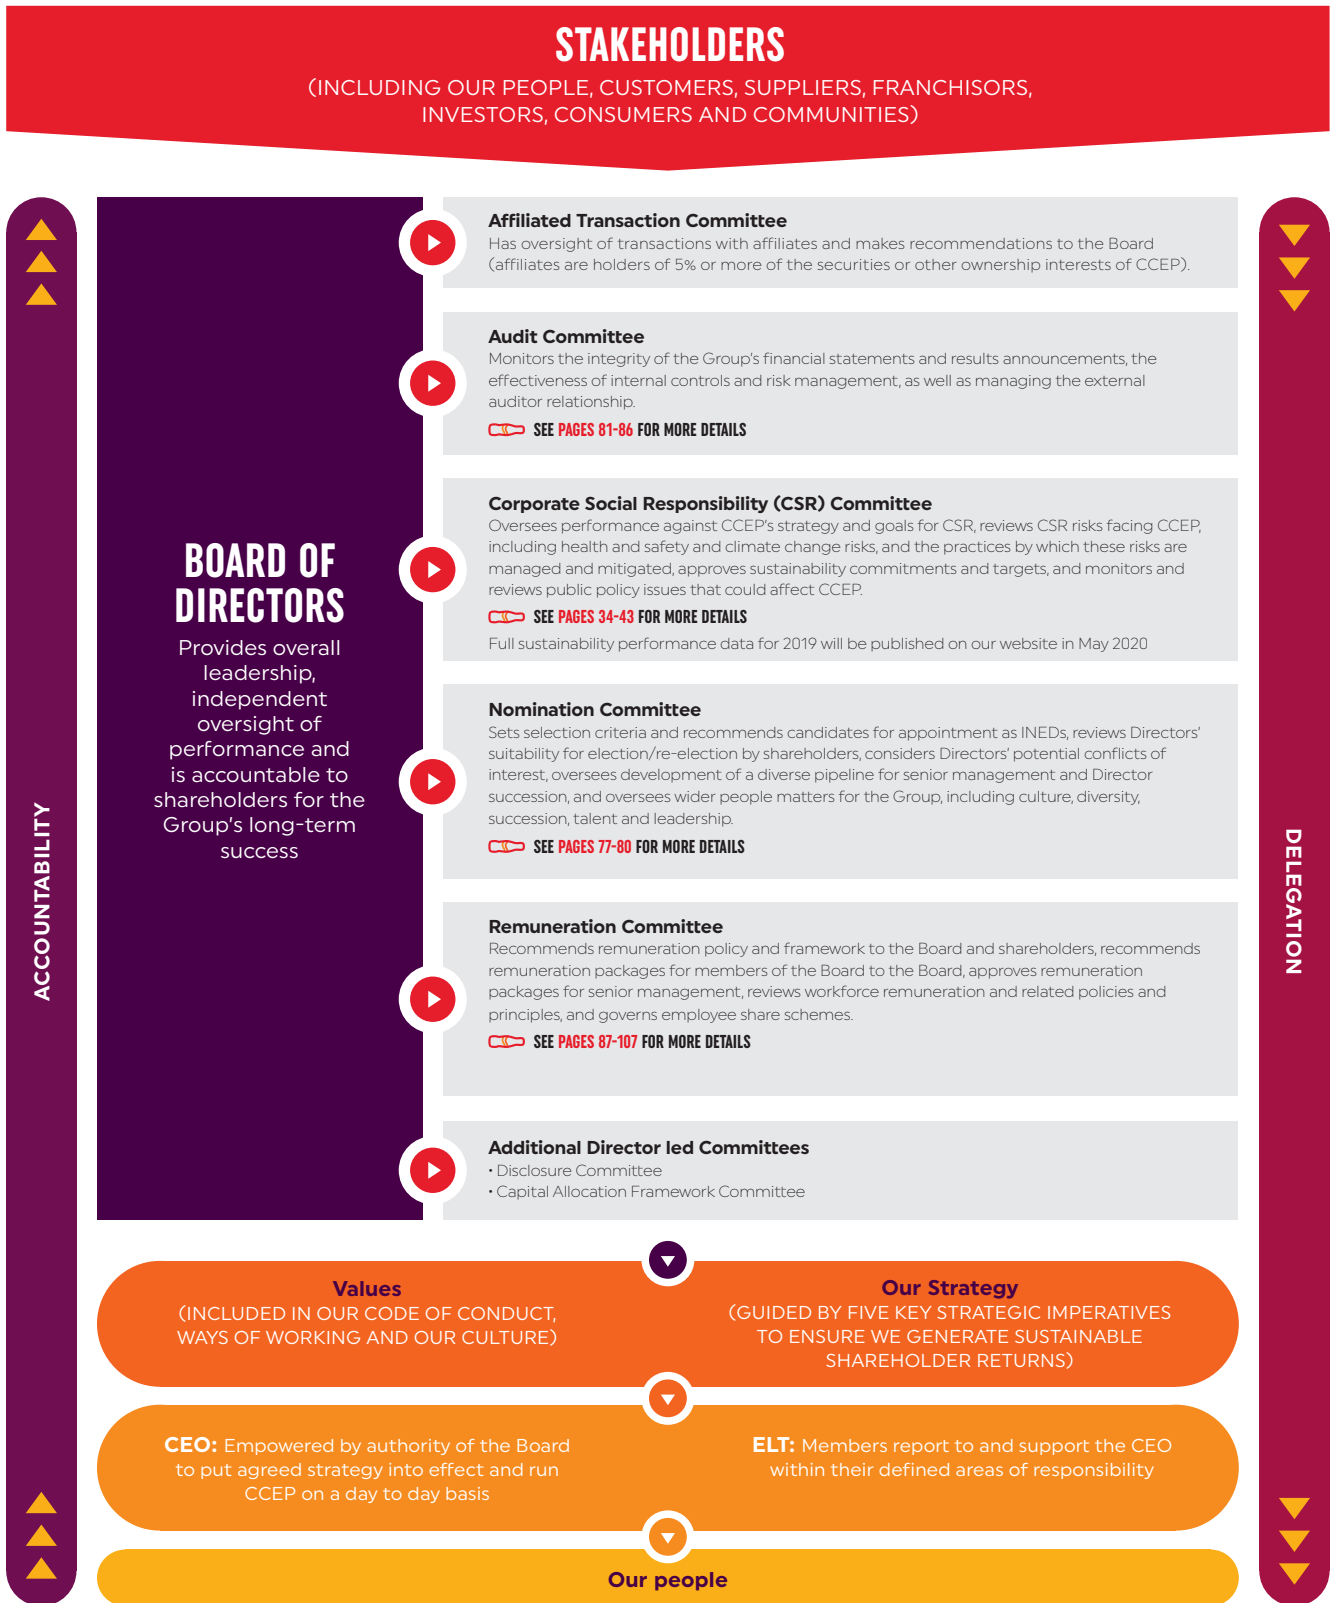 STAKEHOLDERS
(INCLUDING OUR PEOPLE, CUSTOMERS, SUPPLIERS, FRANCHISORS,
INVESTORS, CONSUMERS AND COMMUNITIES)
ACCOUNTABILITY
BOARD OF
DIRECTORS
Provides overall
leadership,
independent
oversight of
performance and
is accountable to
shareholders for the
Group's long-term
success
Affiliated Transaction Committee
Has oversight of transactions with affiliates and makes recommendations to the Board
(affiliates are holders of 5% or more of the securities or other ownership interests of CCEP).
Audit Committee
Monitors the integrity of the Group's financial statements and results announcements, the
effectiveness of internal controls and risk management, as well as managing the external
auditor relationship.
SEE PAGES 81-86 FOR MORE DETAILS
Corporate Social Responsibility (CSR) Committee
Oversees performance against CCEP's strategy and goals for CSR, reviews CSR risks facing CCEP,
including health and safety and climate change risks, and the practices by which these risks are
managed and mitigated, approves sustainability commitments and targets, and monitors and
reviews public policy issues that could affect CCEP.
SEE PAGES 34-43 FOR MORE DETAILS
Full sustainability performance data for 2019 will be published on our website in May 2020
Nomination Committee
Sets selection criteria and recommends candidates for appointment as INEDs, reviews Directors'
suitability for election/re-election by shareholders, considers Directors' potential conflicts of
interest, oversees development of a diverse pipeline for senior management and Director
succession, and oversees wider people matters for the Group, including culture, diversity,
succession, talent and leadership.
SEE PAGES 77-80 FOR MORE DETAILS
Remuneration Committee
Recommends remuneration policy and framework to the Board and shareholders, recommends
remuneration packages for members of the Board to the Board, approves remuneration
packages for senior management, reviews workforce remuneration and related policies and
principles, and governs employee share schemes.
SEE PAGES 87-107 FOR MORE DETAILS
Additional Director led Committees
• Disclosure Committee
• Capital Allocation Framework Committee
DELEGATION
Values
(INCLUDED IN OUR CODE OF CONDUCT,
WAYS OF WORKING AND OUR CULTURE)
Our Strategy
(GUIDED BY FIVE KEY STRATEGIC IMPERATIVES
TO ENSURE WE GENERATE SUSTAINABLE
SHAREHOLDER RETURNS)
CEO: Empowered by authority of the Board
to put agreed strategy into effect and run
CCEP on a day to day basis
ELT: Members report to and support the CEO
within their defined areas of responsibility
Our people